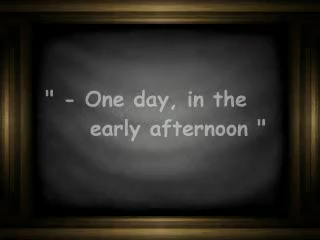 " - One day, in the
early afternoon "